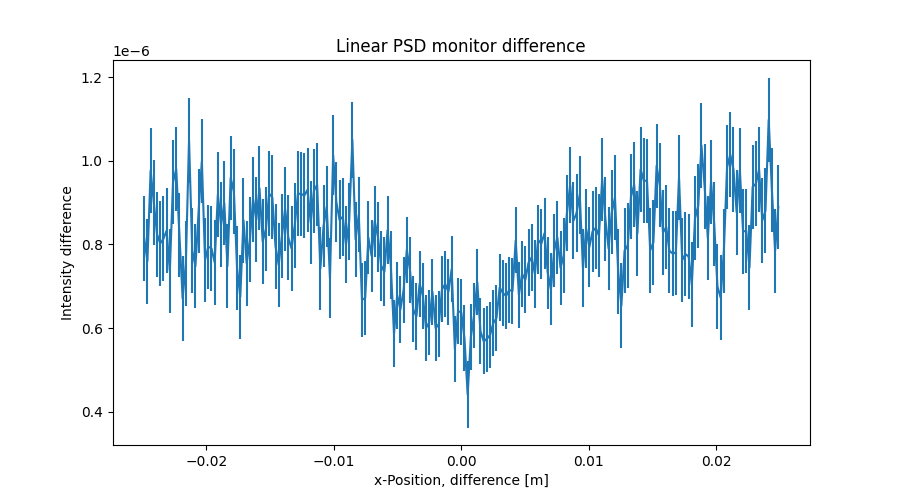 Linear PSD monitor difference
1e−6
1.2
1.0
0.8
0.6
0.4
Intensity difference
−0.02 −0.01 0.00 0.01 0.02
x-Position, difference [m]